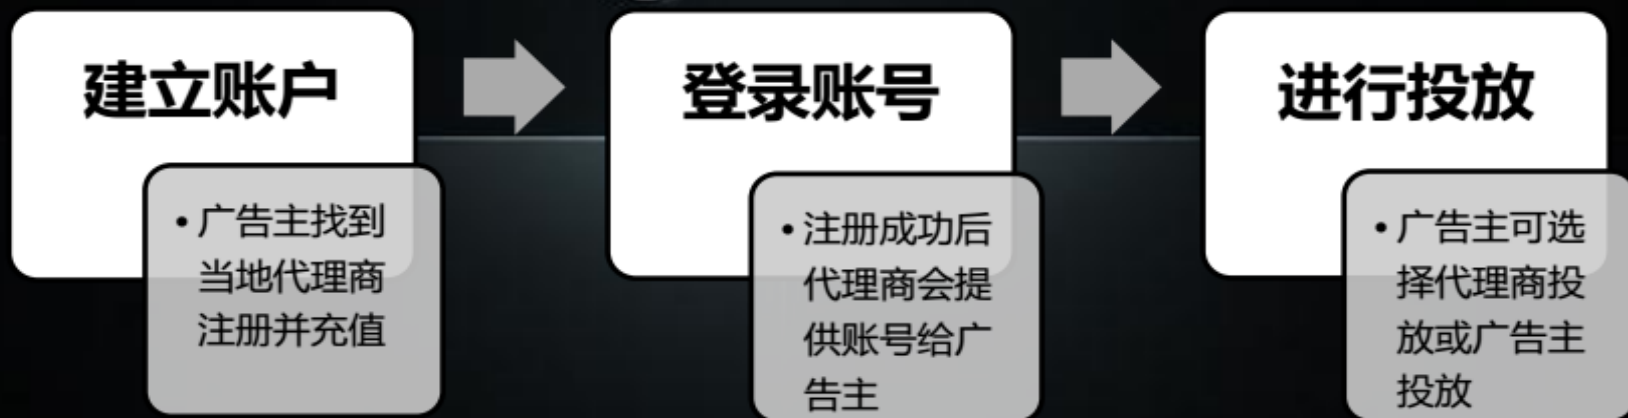 建立账户
• 广告主找到
当地代理商
注册并充值
登录账号
• 注册成功后
代理商会提
供账号给广
告主
进行投放
• 广告主可选
择代理商投
放或广告主
投放